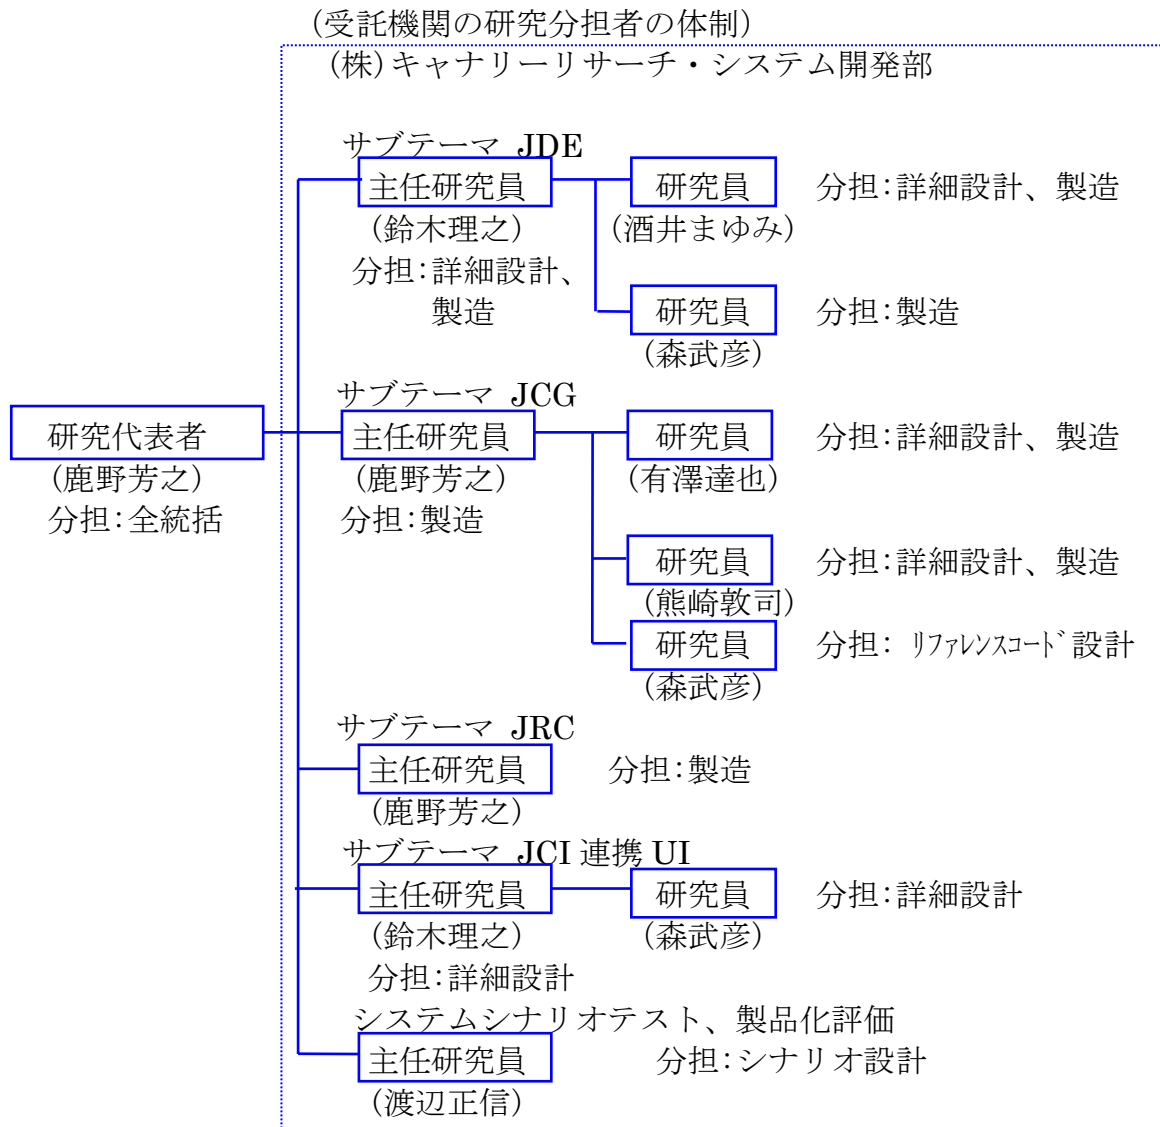 (受託機関の研究分担者の体制)
(株)キャナリーリサーチ・システム開発部
サブテーマ JDE
主任研究員 研究員 分担:詳細設計、製造
(鈴木理之) (酒井まゆみ)
分担:詳細設計、
製造
研究員 分担:製造
(森武彦)
サブテーマ JCG
研究代表者 主任研究員 研究員 分担:詳細設計、製造
(鹿野芳之) (鹿野芳之) (有澤達也)
分担:全統括 分担:製造
研究員 分担:詳細設計、製造
(熊崎敦司)
研究員 分担: リファレンスコード設計
(森武彦)
サブテーマ JRC
主任研究員 分担:製造
(鹿野芳之)
サブテーマ JCI 連携 UI
主任研究員 研究員 分担:詳細設計
(鈴木理之) (森武彦)
分担:詳細設計
システムシナリオテスト、製品化評価
主任研究員 分担:シナリオ設計
(渡辺正信)